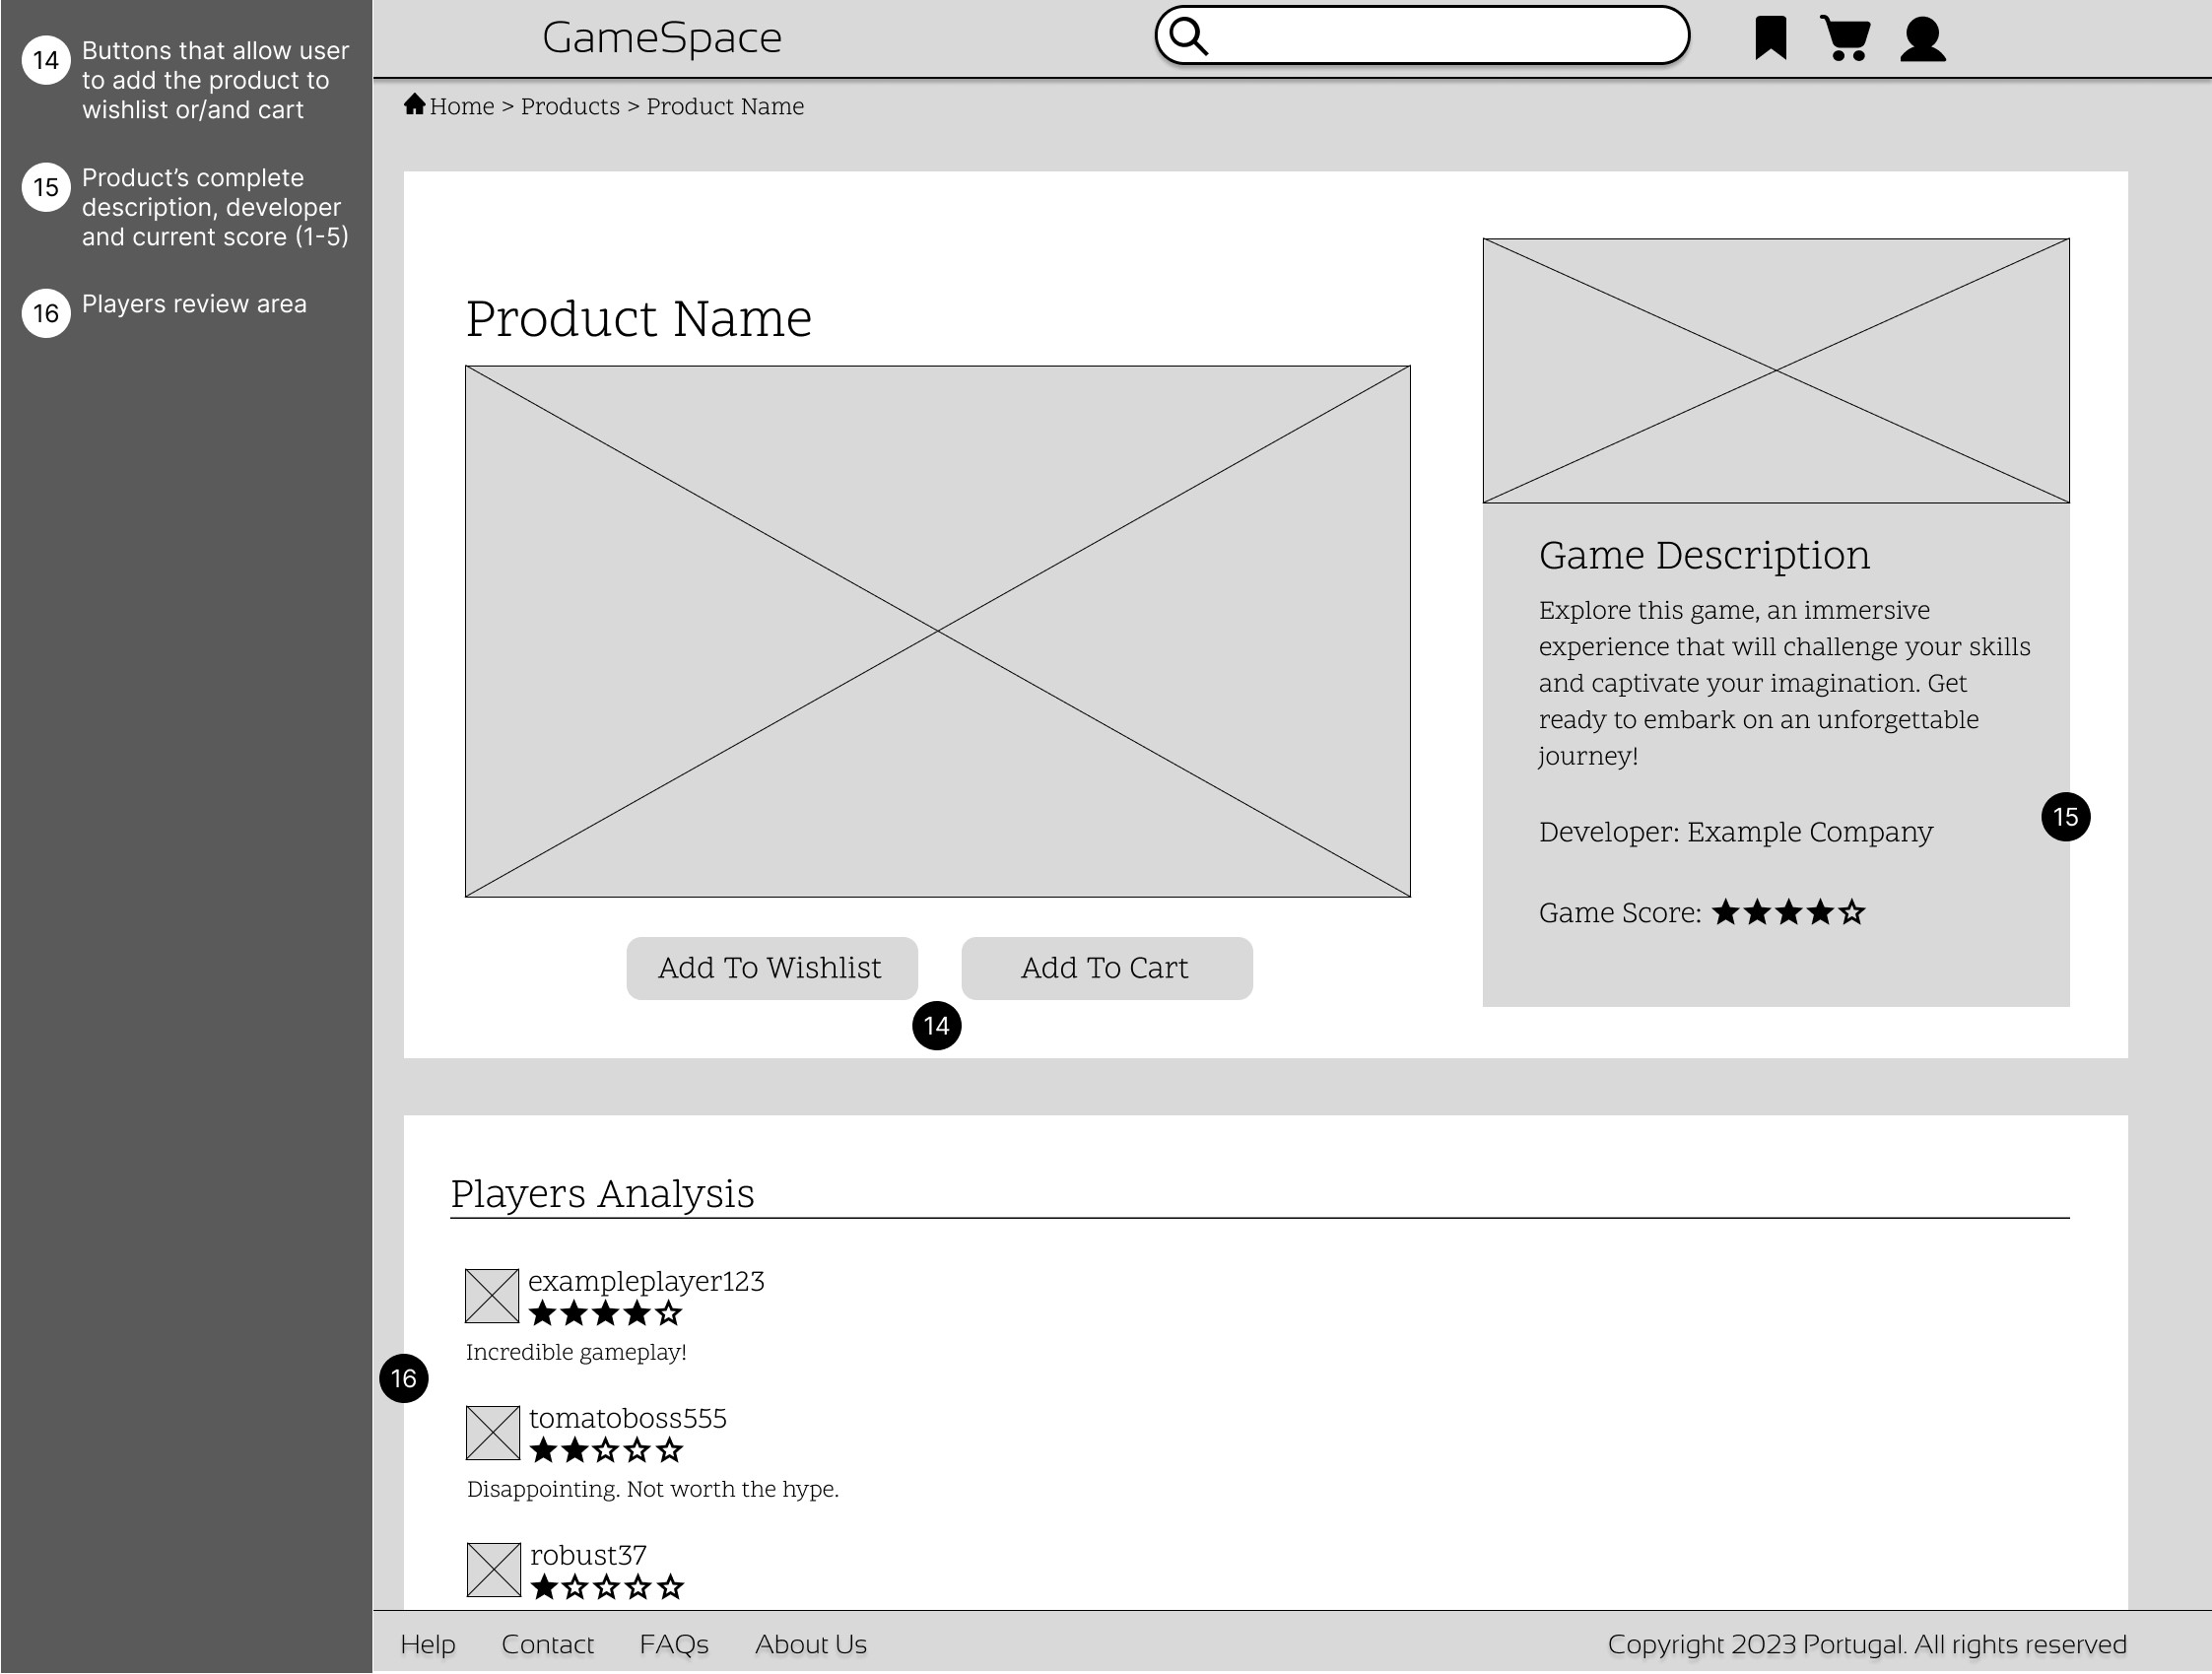 14
Buttons that allow user
to add the product to
wishlist or/and cart
15
Product’s complete
description, developer
and current score (1-5)
16
Players review area
GameSpace
Home > Products > Product Name
Product Name
Add To Wishlist
Add To Cart
14
Game Description
Explore this game, an immersive
experience that will challenge your skills
and captivate your imagination. Get
ready to embark on an unforgettable
journey!
Developer: Example Company
15
Game Score:
Players Analysis
exampleplayer123
Incredible gameplay!
16
tomatoboss555
Disappointing. Not worth the hype.
robust37
Help
Contact
FAQs
About Us
Copyright 2023 Portugal. All rights reserved